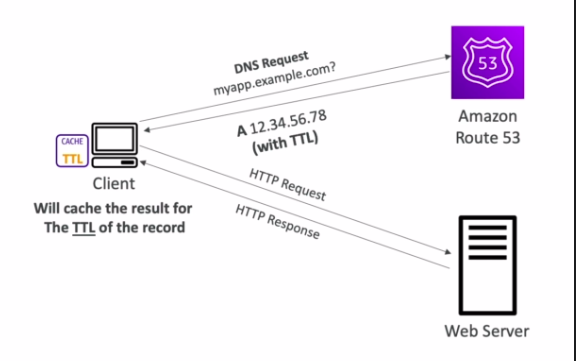 DNS Request
myapp.example.com?
53
Amazon
Route 53
A 12.34.56.78
(with TTL)
CACHE
TTL
Client
Will cache the result for
The TTL of the record
HTTP Request
HTTP Response
Web Server